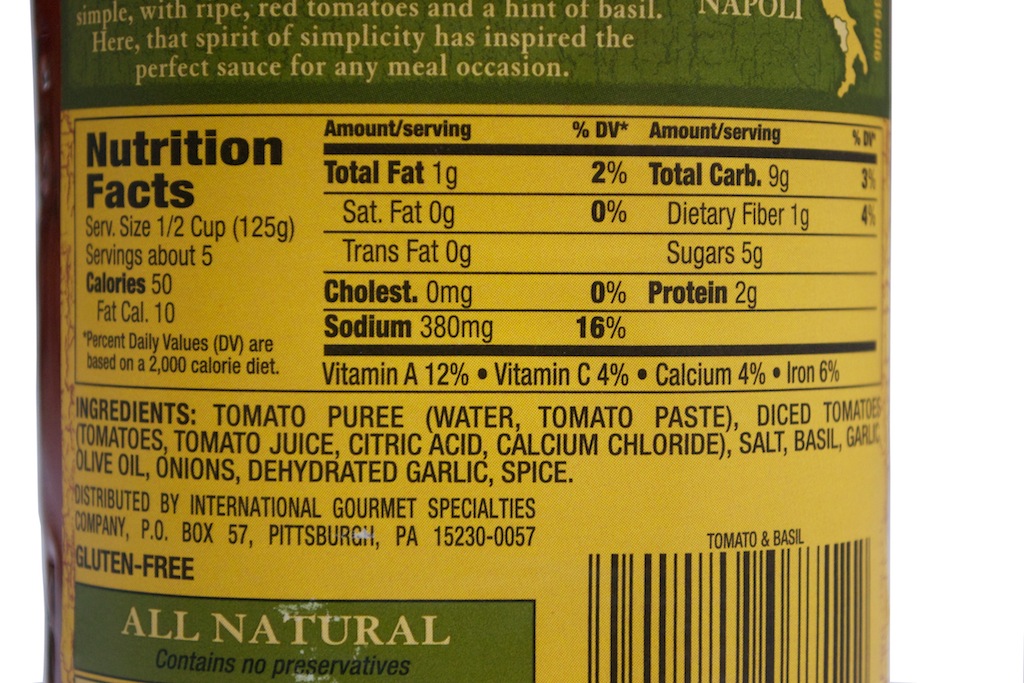 simple, with ripe, red tomatoes and a hint of basil.
Here, that spirit of simplicity has inspired the
perfect sauce for any meal occasion.
NAPOLI
Nutrition
Facts
Serv. Size 1/2 Cup (125g)
Servings about 5
Calories 50
Fat Cal. 10
*Percent Daily Values (DV) are
based on a 2,000 calorie diet.
Amount/serving % DV* Amount/serving % DV*
Total Fat 1g 2% Total Carb. 9g 3%
Sat. Fat 0g 0% Dietary Fiber 1g 4%
Trans Fat 0g Sugars 5g
Cholest. 0mg 0% Protein 2g
Sodium 380mg 16%
Vitamin A 12% • Vitamin C 4% • Calcium 4% • Iron 6%
INGREDIENTS: TOMATO PUREE (WATER, TOMATO PASTE), DICED TOMATOES
(TOMATOES, TOMATO JUICE, CITRIC ACID, CALCIUM CHLORIDE), SALT, BASIL, GARLIC,
OLIVE OIL, ONIONS, DEHYDRATED GARLIC, SPICE.
DISTRIBUTED BY INTERNATIONAL GOURMET SPECIALTIES
COMPANY, P.O. BOX 57, PITTSBURGH, PA 15230-0057
GLUTEN-FREE
TOMATO & BASIL
ALL NATURAL
Contains no preservatives